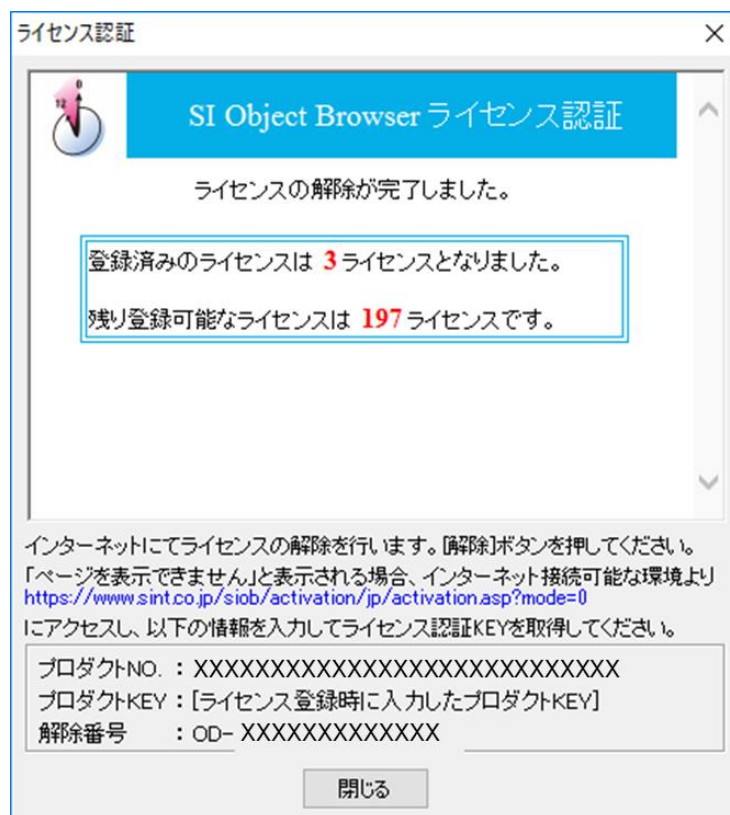 ライセンス認証
0
12
SI Object Browser ライセンス認証
ライセンスの解除が完了しました。
登録済みのライセンスは 3 ライセンスとなりました。
残り登録可能なライセンスは 197 ライセンスです。
インターネットにてライセンスの解除を行います。[解除]ボタンを押してください。
「ページを表示できません」と表示される場合、インターネット接続可能な環境より
https://www.sint.co.jp/siob/activation/jp/activation.asp?mode=0
にアクセスし、以下の情報を入力してライセンス認証KEYを取得してください。
プロダクトNO. : XXXXXXXXXXXXXXXXXXXXXXXXXXXX
プロダクトKEY : [ライセンス登録時に入力したプロダクトKEY]
解除番号 : OD- XXXXXXXXXXXXX
閉じる